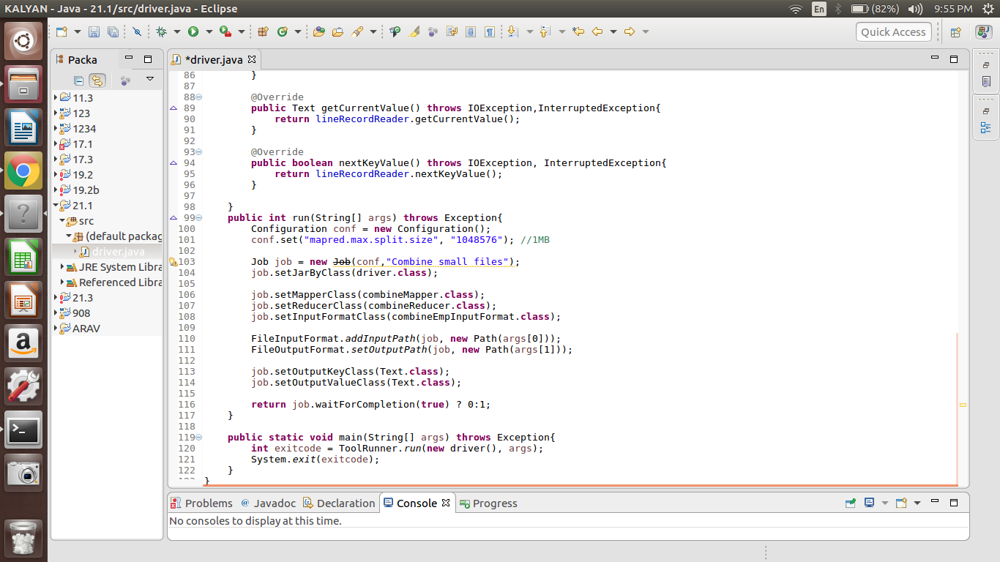 KALYAN - Java - 21.1/src/driver.java - Eclipse
En
(82%)
9:55 PM
Quick Access
Packa
*driver.java
11.3
123
1234
17.1
17.3
19.2
19.2b
21.1
src
(default packag
driver.java
JRE System Libra
Referenced Libra
21.3
908
ARAV
86 }
87
88 @Override
89 public Text getCurrentValue() throws IOException,InterruptedException{
90 return lineRecordReader.getCurrentValue();
91 }
92
93 @Override
94 public boolean nextKeyValue() throws IOException, InterruptedException{
95 return lineRecordReader.nextKeyValue();
96 }
97
98 }
99 public int run(String[] args) throws Exception{
100 Configuration conf = new Configuration();
101 conf.set("mapred.max.split.size", "1048576"); //1MB
102
103 Job job = new Job(conf,"Combine small files");
104 job.setJarByClass(driver.class);
105
106 job.setMapperClass(combineMapper.class);
107 job.setReducerClass(combineReducer.class);
108 job.setInputFormatClass(combineEmpInputFormat.class);
109
110 FileInputFormat.addInputPath(job, new Path(args[0]));
111 FileOutputFormat.setOutputPath(job, new Path(args[1]));
112
113 job.setOutputKeyClass(Text.class);
114 job.setOutputValueClass(Text.class);
115
116 return job.waitForCompletion(true) ? 0:1;
117 }
118
119 public static void main(String[] args) throws Exception{
120 int exitcode = ToolRunner.run(new driver(), args);
121 System.exit(exitcode);
122 }
123 }
Problems
@ Javadoc
Declaration
Console
Progress
No consoles to display at this time.